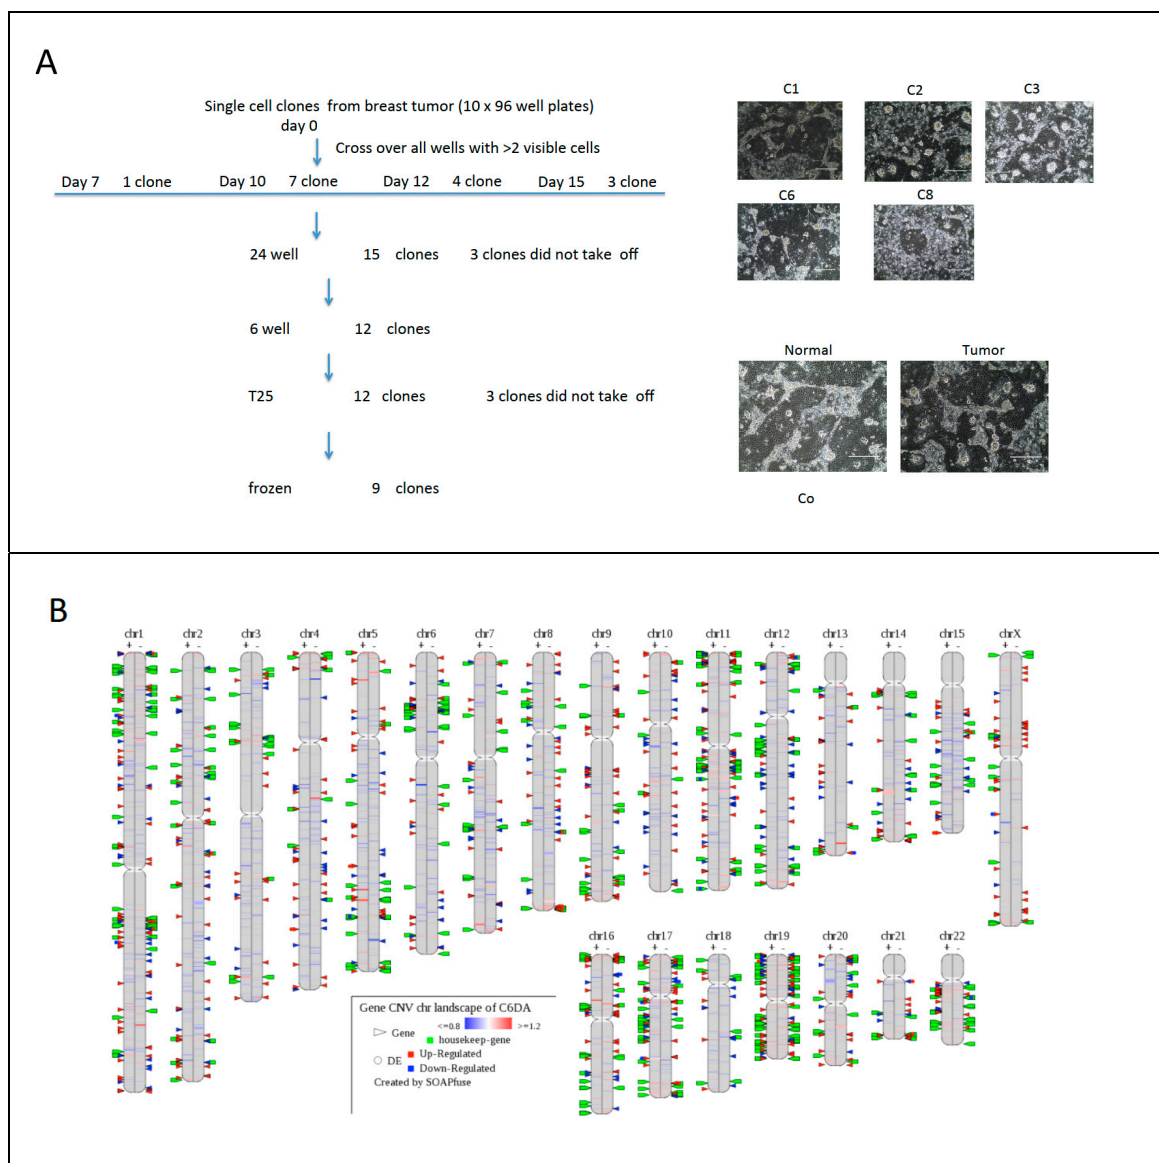 A
Single cell clones from breast tumor (10 x 96 well plates)
day 0
Cross over all wells with >2 visible cells
Day 7 1 clone Day 10 7 clone Day 12 4 clone Day 15 3 clone
24 well 15 clones 3 clones did not take off
6 well 12 clones
T25 12 clones 3 clones did not take off
frozen 9 clones
C1 C2 C3
C6 C8
Normal Tumor
Co
B
chr1 chr2 chr3 chr4 chr5 chr6 chr7 chr8 chr9 chr10 chr11 chr12 chr13 chr14 chr15 chrX
+ - + - + - + - + - + - + - + - + - + - + - + - + - + - + - + -
chr16 chr17 chr18 chr19 chr20 chr21 chr22
+ - + - + - + - + - + - + -
Gene CNV chr landscape of C6DA
<=0.8 >=1.2
Gene
housekeep-gene
DE
Up-Regulated
Down-Regulated
Created by SOAPfuse